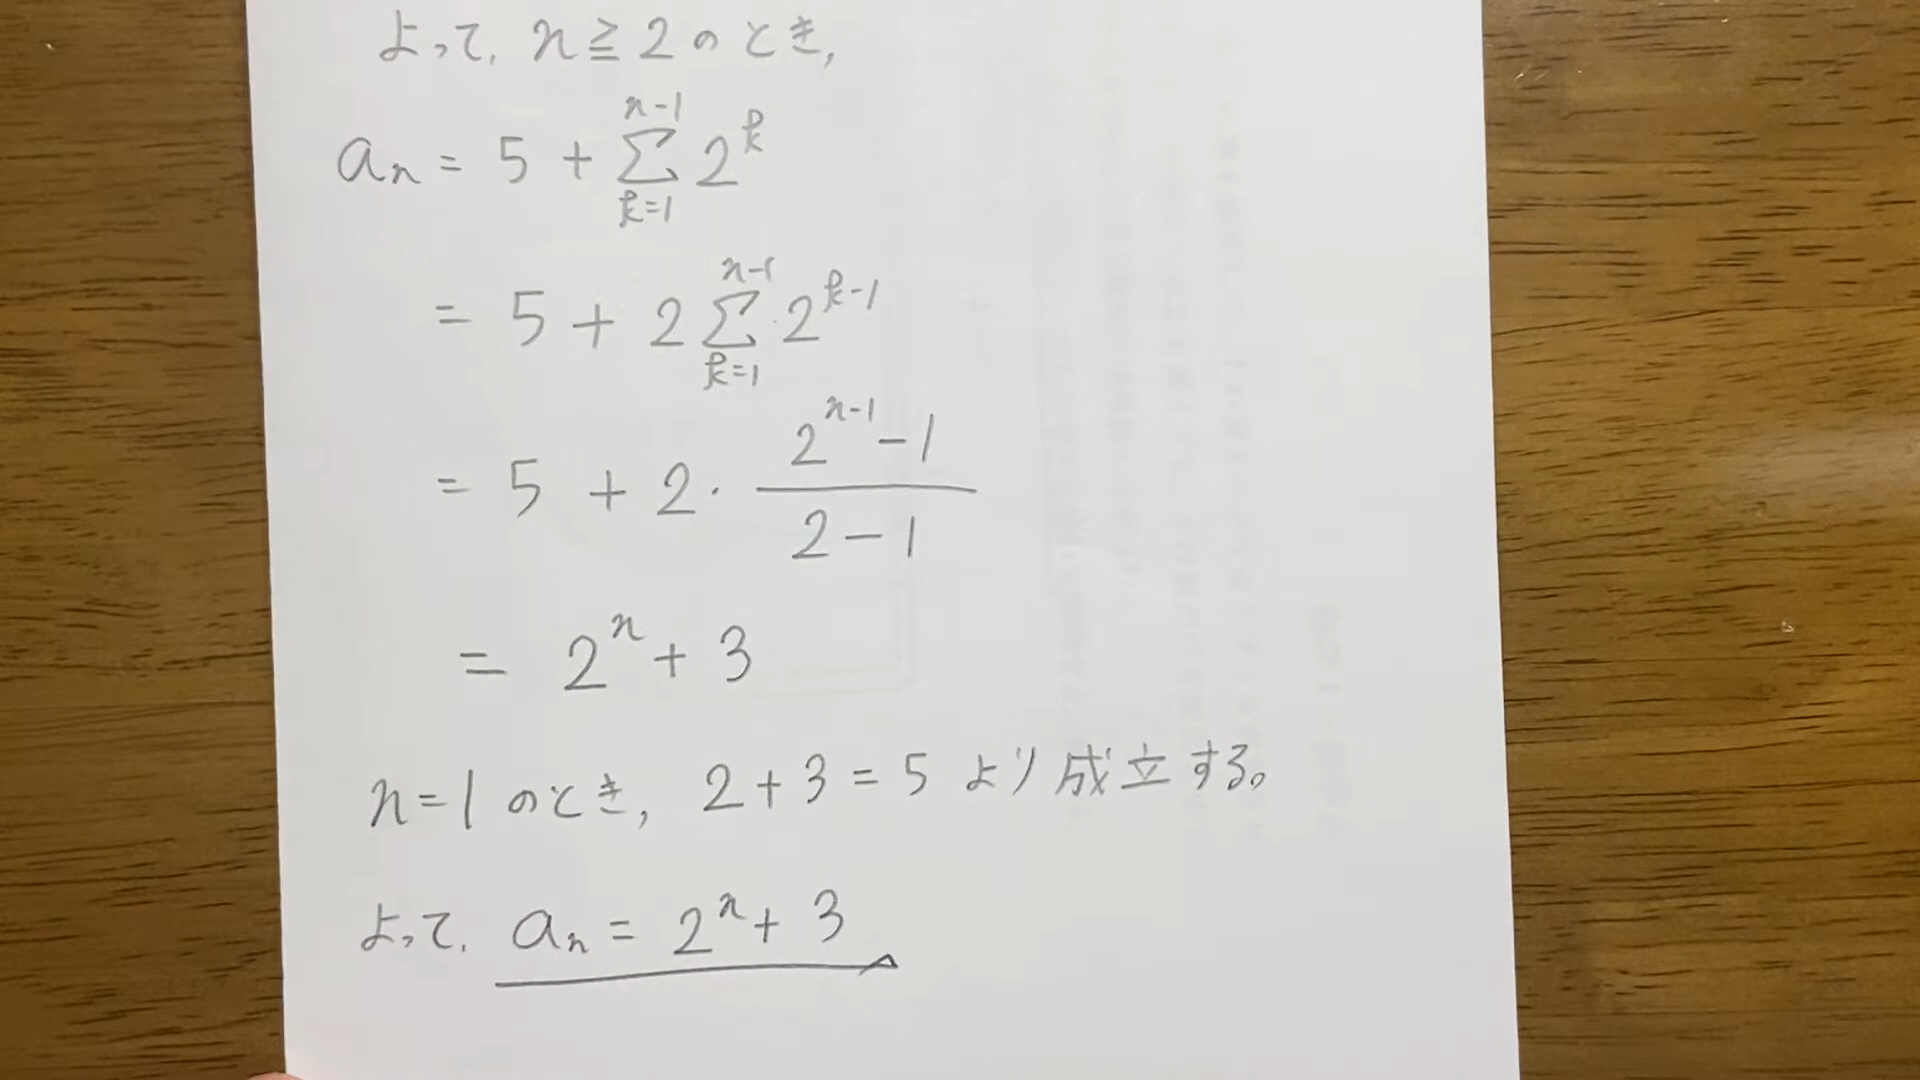 よって, n ≧ 2 のとき,
aₙ = 5 + Σ_{k=1}^{n-1} 2^k
= 5 + 2 Σ_{k=1}^{n-1} 2^{k-1}
= 5 + 2 · \frac{2^{n-1} - 1}{2 - 1}
= 2^n + 3
n = 1 のとき, 2 + 3 = 5 より成立する。
よって, aₙ = 2^n + 3